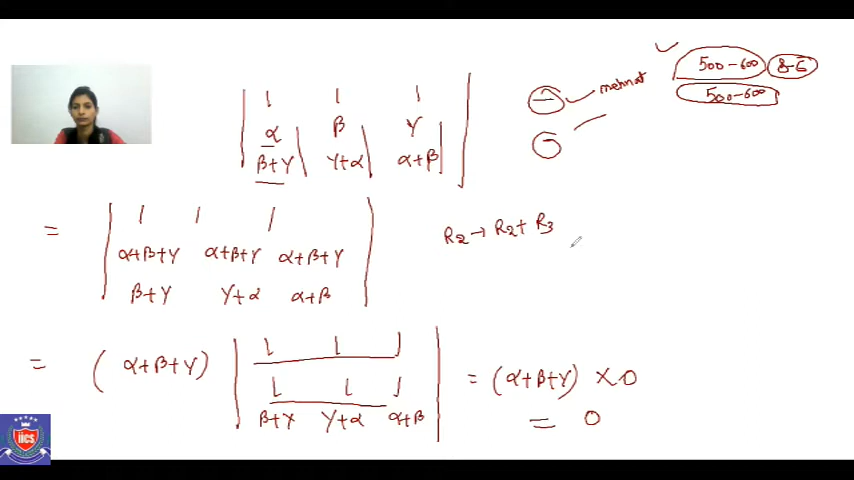 500-600 8-6
mehnat
500-600
| 1 1 1 |
| α β γ |
| β+γ γ+α α+β |
= | 1 1 1 |
R2 → R2 + R3
| α+β+γ α+β+γ α+β+γ |
| β+γ γ+α α+β |
= (α+β+γ) | 1 1 1 |
| 1 1 1 | = (α+β+γ) × 0
| β+γ γ+α α+β |
= 0
iics